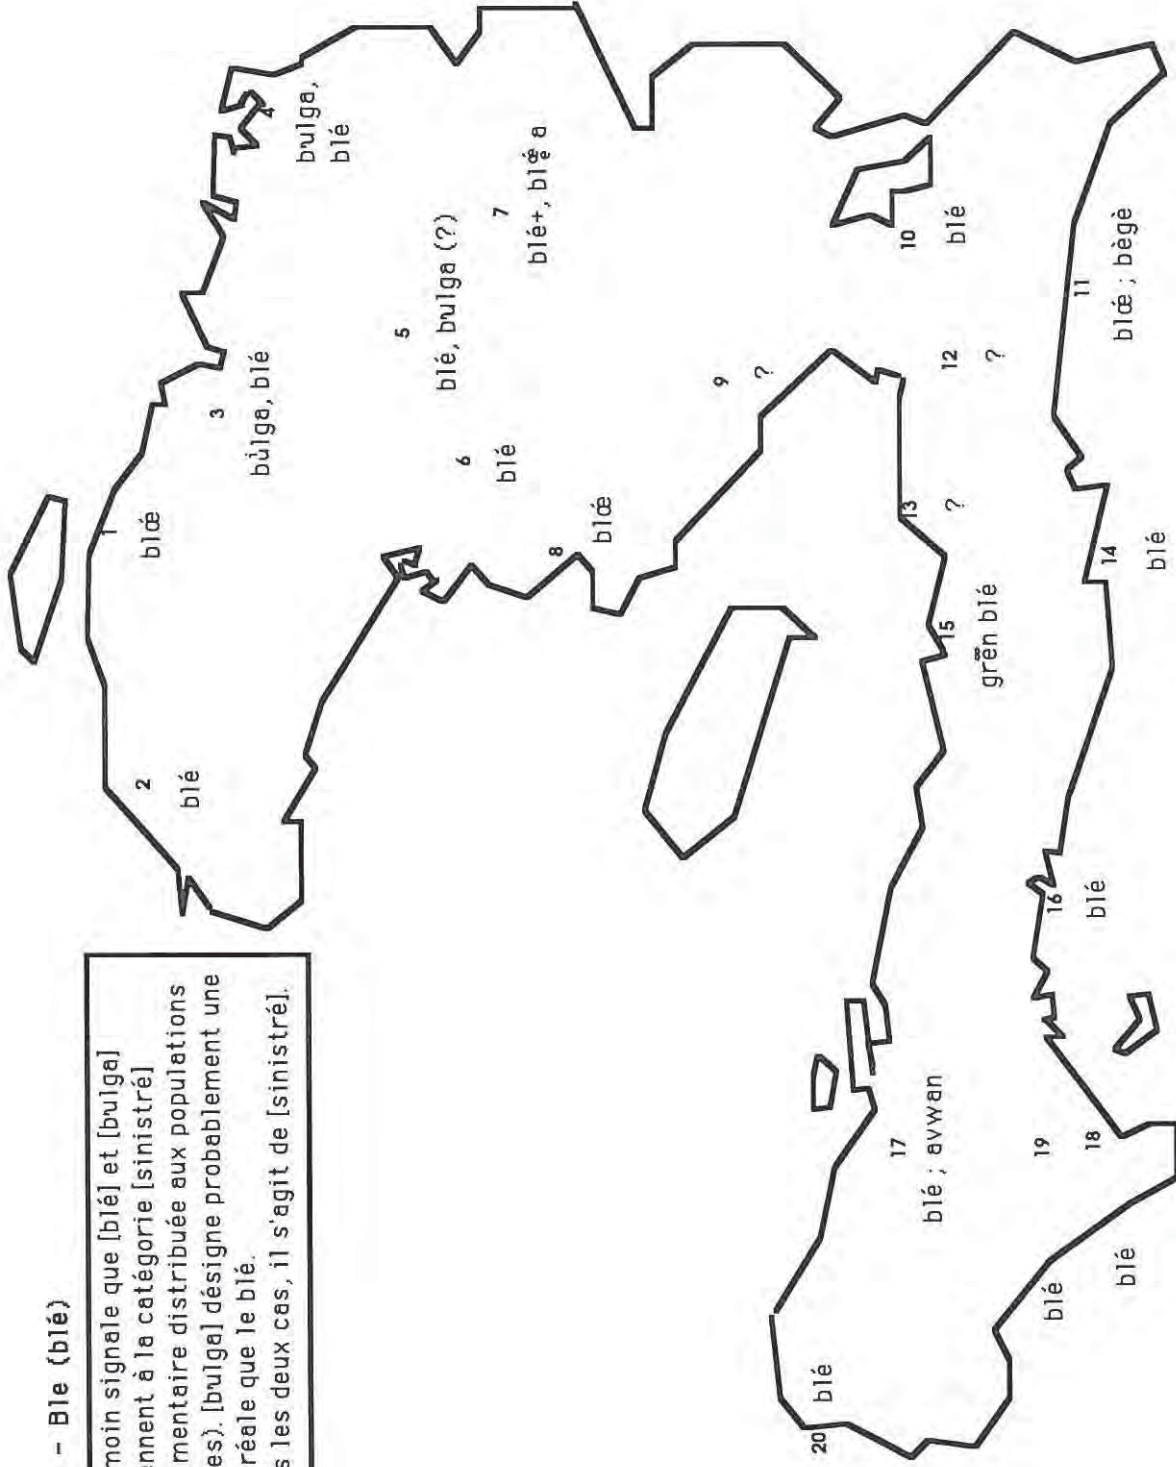 – Ble (blé)
moin signale que [blé] et [bulga]
ennent à la catégorie [sinistré]
mentaire distribuée aux populations
es). [bulga] désigne probablement une
réale que le blé.
s les deux cas, il s'agit de [sinistré].
1
blœ
2
blé
3
bùlga, blé
4
bulga,
blé
5
blé, bulga (?)
6
blé
7
blé+, a
8
blœ
9
?
10
blé
11
blœ ; bègè
12
?
13
?
14
blé
15
blé
16
blé
17
blé ; avwan
18
blé
19
blé
20
blé